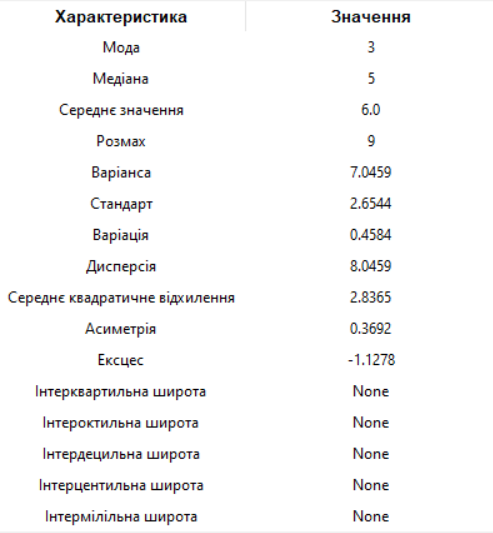 Характеристика Значення
Мода 3
Медіана 5
Середнє значення 6.0
Розмах 9
Варіанса 7.0459
Стандарт 2.6544
Варіація 0.4584
Дисперсія 8.0459
Середнє квадратичне відхилення 2.8365
Асиметрія 0.3692
Ексцес -1.1278
Інтерквартильна широта None
Інтероктильна широта None
Інтердецильна широта None
Інтерцентильна широта None
Інтермілільна широта None